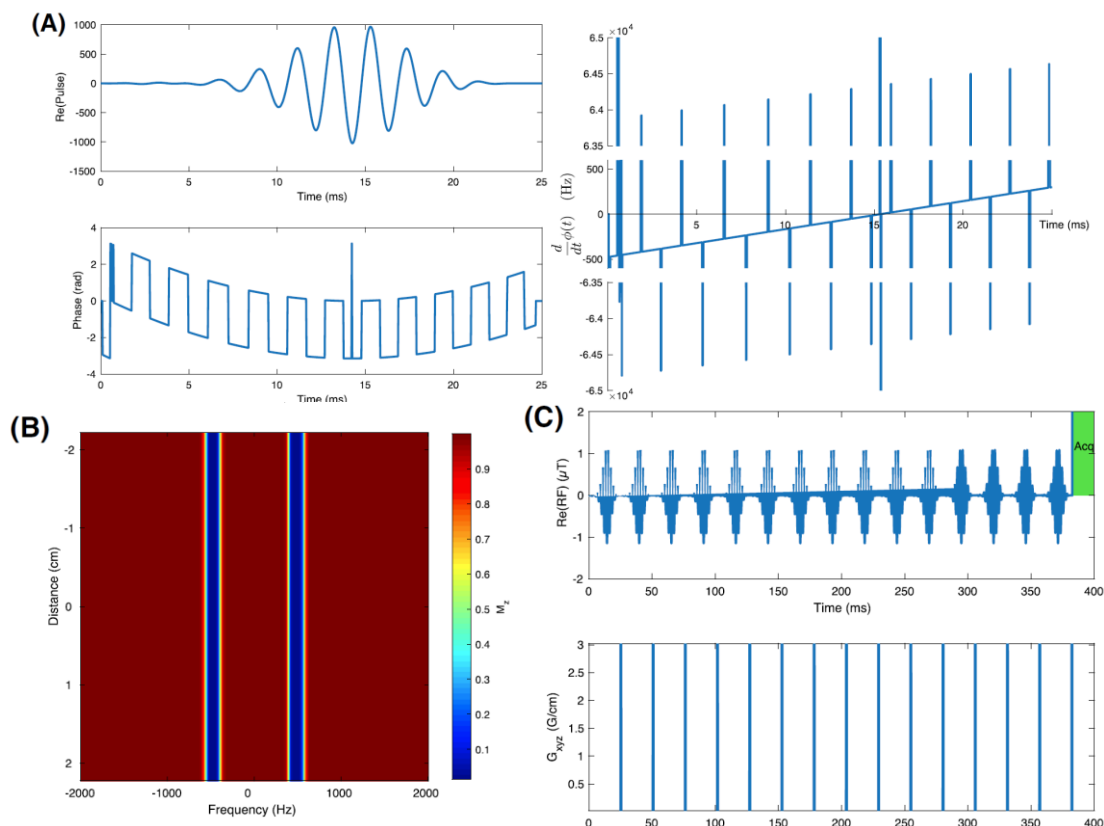 (A)
1000
500
0
-500
-1000
-1500
Re(Pulse)
0 5 10 15 20 25
Time (ms)
4
2
0
-2
-4
Phase (rad)
0 5 10 15 20 25
Time (ms)
×10⁴
6.5
6.45
6.4
6.35
500
0
-500
d/dt ϕ(t) (Hz)
5 10 15 20
Time (ms)
-6.35
-6.4
-6.45
-6.5
×10⁴
(B)
-2
-1
0
1
2
Distance (cm)
-2000 -1000 0 1000 2000
Frequency (Hz)
0.9
0.8
0.7
0.6
0.5
0.4
0.3
0.2
0.1
M_z
(C)
2
1
0
-1
-2
Re(RF) (μT)
Acq
0 50 100 150 200 250 300 350 400
Time (ms)
3
2.5
2
1.5
1
0.5
G_xyz (G/cm)
0 50 100 150 200 250 300 350 400